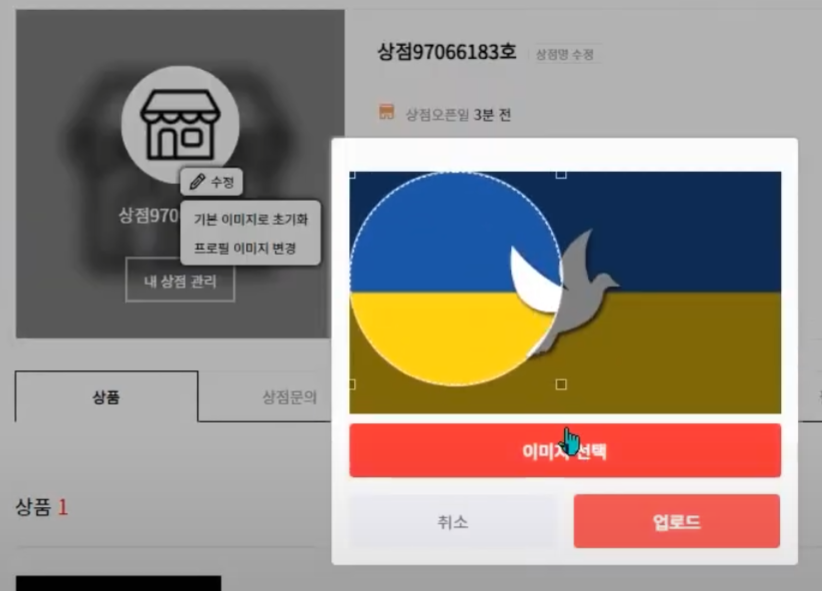 상점97066183호
상점명 수정
상점오픈일 3분 전
수정
상점970
기본 이미지로 초기화
프로필 이미지 변경
내 상점 관리
상품
상점문의
상품 1
이미지 선택
취소
업로드